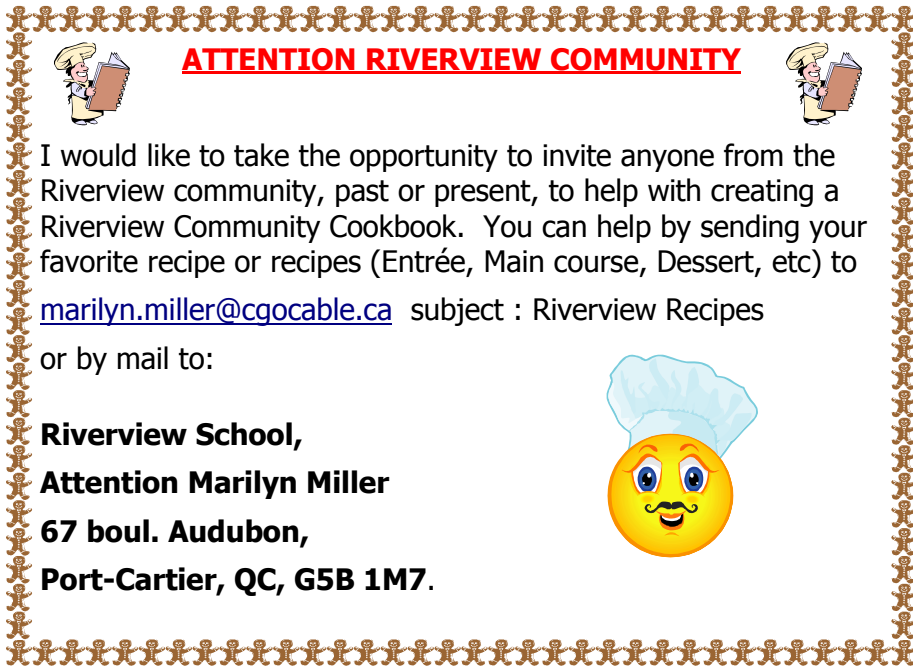 ATTENTION RIVERVIEW COMMUNITY
I would like to take the opportunity to invite anyone from the
Riverview community, past or present, to help with creating a
Riverview Community Cookbook.  You can help by sending your
favorite recipe or recipes (Entrée, Main course, Dessert, etc) to
marilyn.miller@cgocable.ca  subject : Riverview Recipes
or by mail to:
Riverview School,
Attention Marilyn Miller
67 boul. Audubon,
Port-Cartier, QC, G5B 1M7.